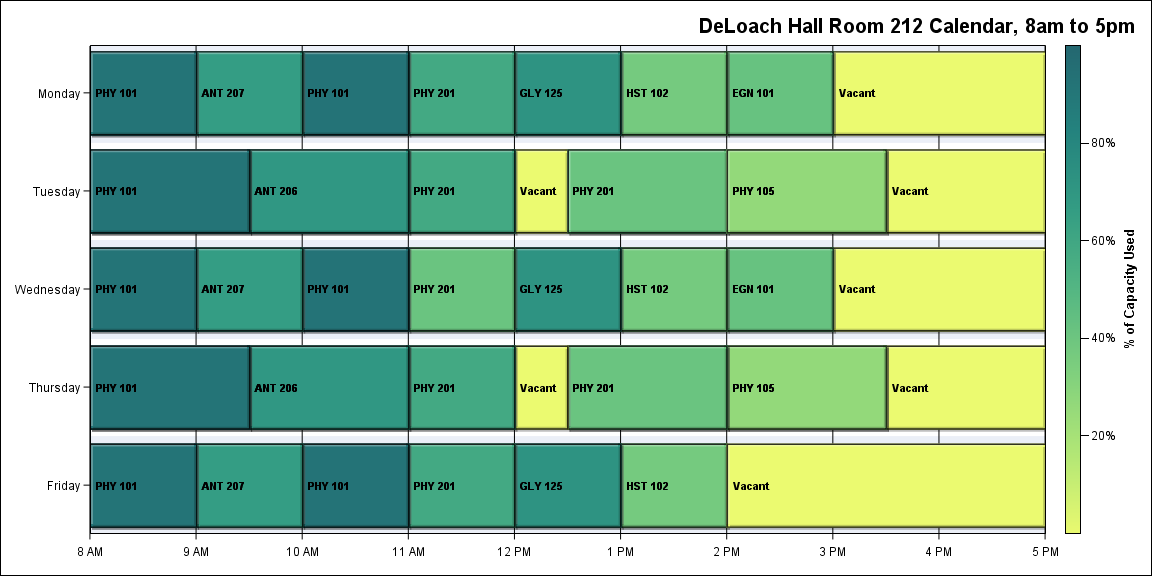 DeLoach Hall Room 212 Calendar, 8am to 5pm
Monday PHY 101 ANT 207 PHY 101 PHY 201 GLY 125 HST 102 EGN 101 Vacant
80%
Tuesday PHY 101 ANT 206 PHY 201 Vacant PHY 201 PHY 105 Vacant
60%
Wednesday PHY 101 ANT 207 PHY 101 PHY 201 GLY 125 HST 102 EGN 101 Vacant
% of Capacity Used
40%
Thursday PHY 101 ANT 206 PHY 201 Vacant PHY 201 PHY 105 Vacant
20%
Friday PHY 101 ANT 207 PHY 101 PHY 201 GLY 125 HST 102 Vacant
8 AM 9 AM 10 AM 11 AM 12 PM 1 PM 2 PM 3 PM 4 PM 5 PM